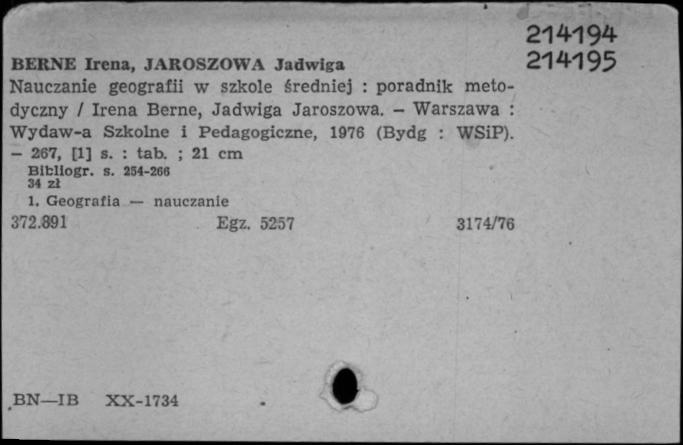 214194
214195
BERNE Irena, JAROSZOWA Jadwiga
Nauczanie geografii w szkole średniej : poradnik meto-
dyczny / Irena Berne, Jadwiga Jaroszowa. – Warszawa :
Wydaw-a Szkolne i Pedagogiczne, 1976 (Bydg : WSiP).
– 267, [1] s. : tab. ; 21 cm
Bibliogr. s. 254-266
34 zł
1. Geografia — nauczanie
372.891 Egz. 5257 3174/76
BN—IB XX-1734